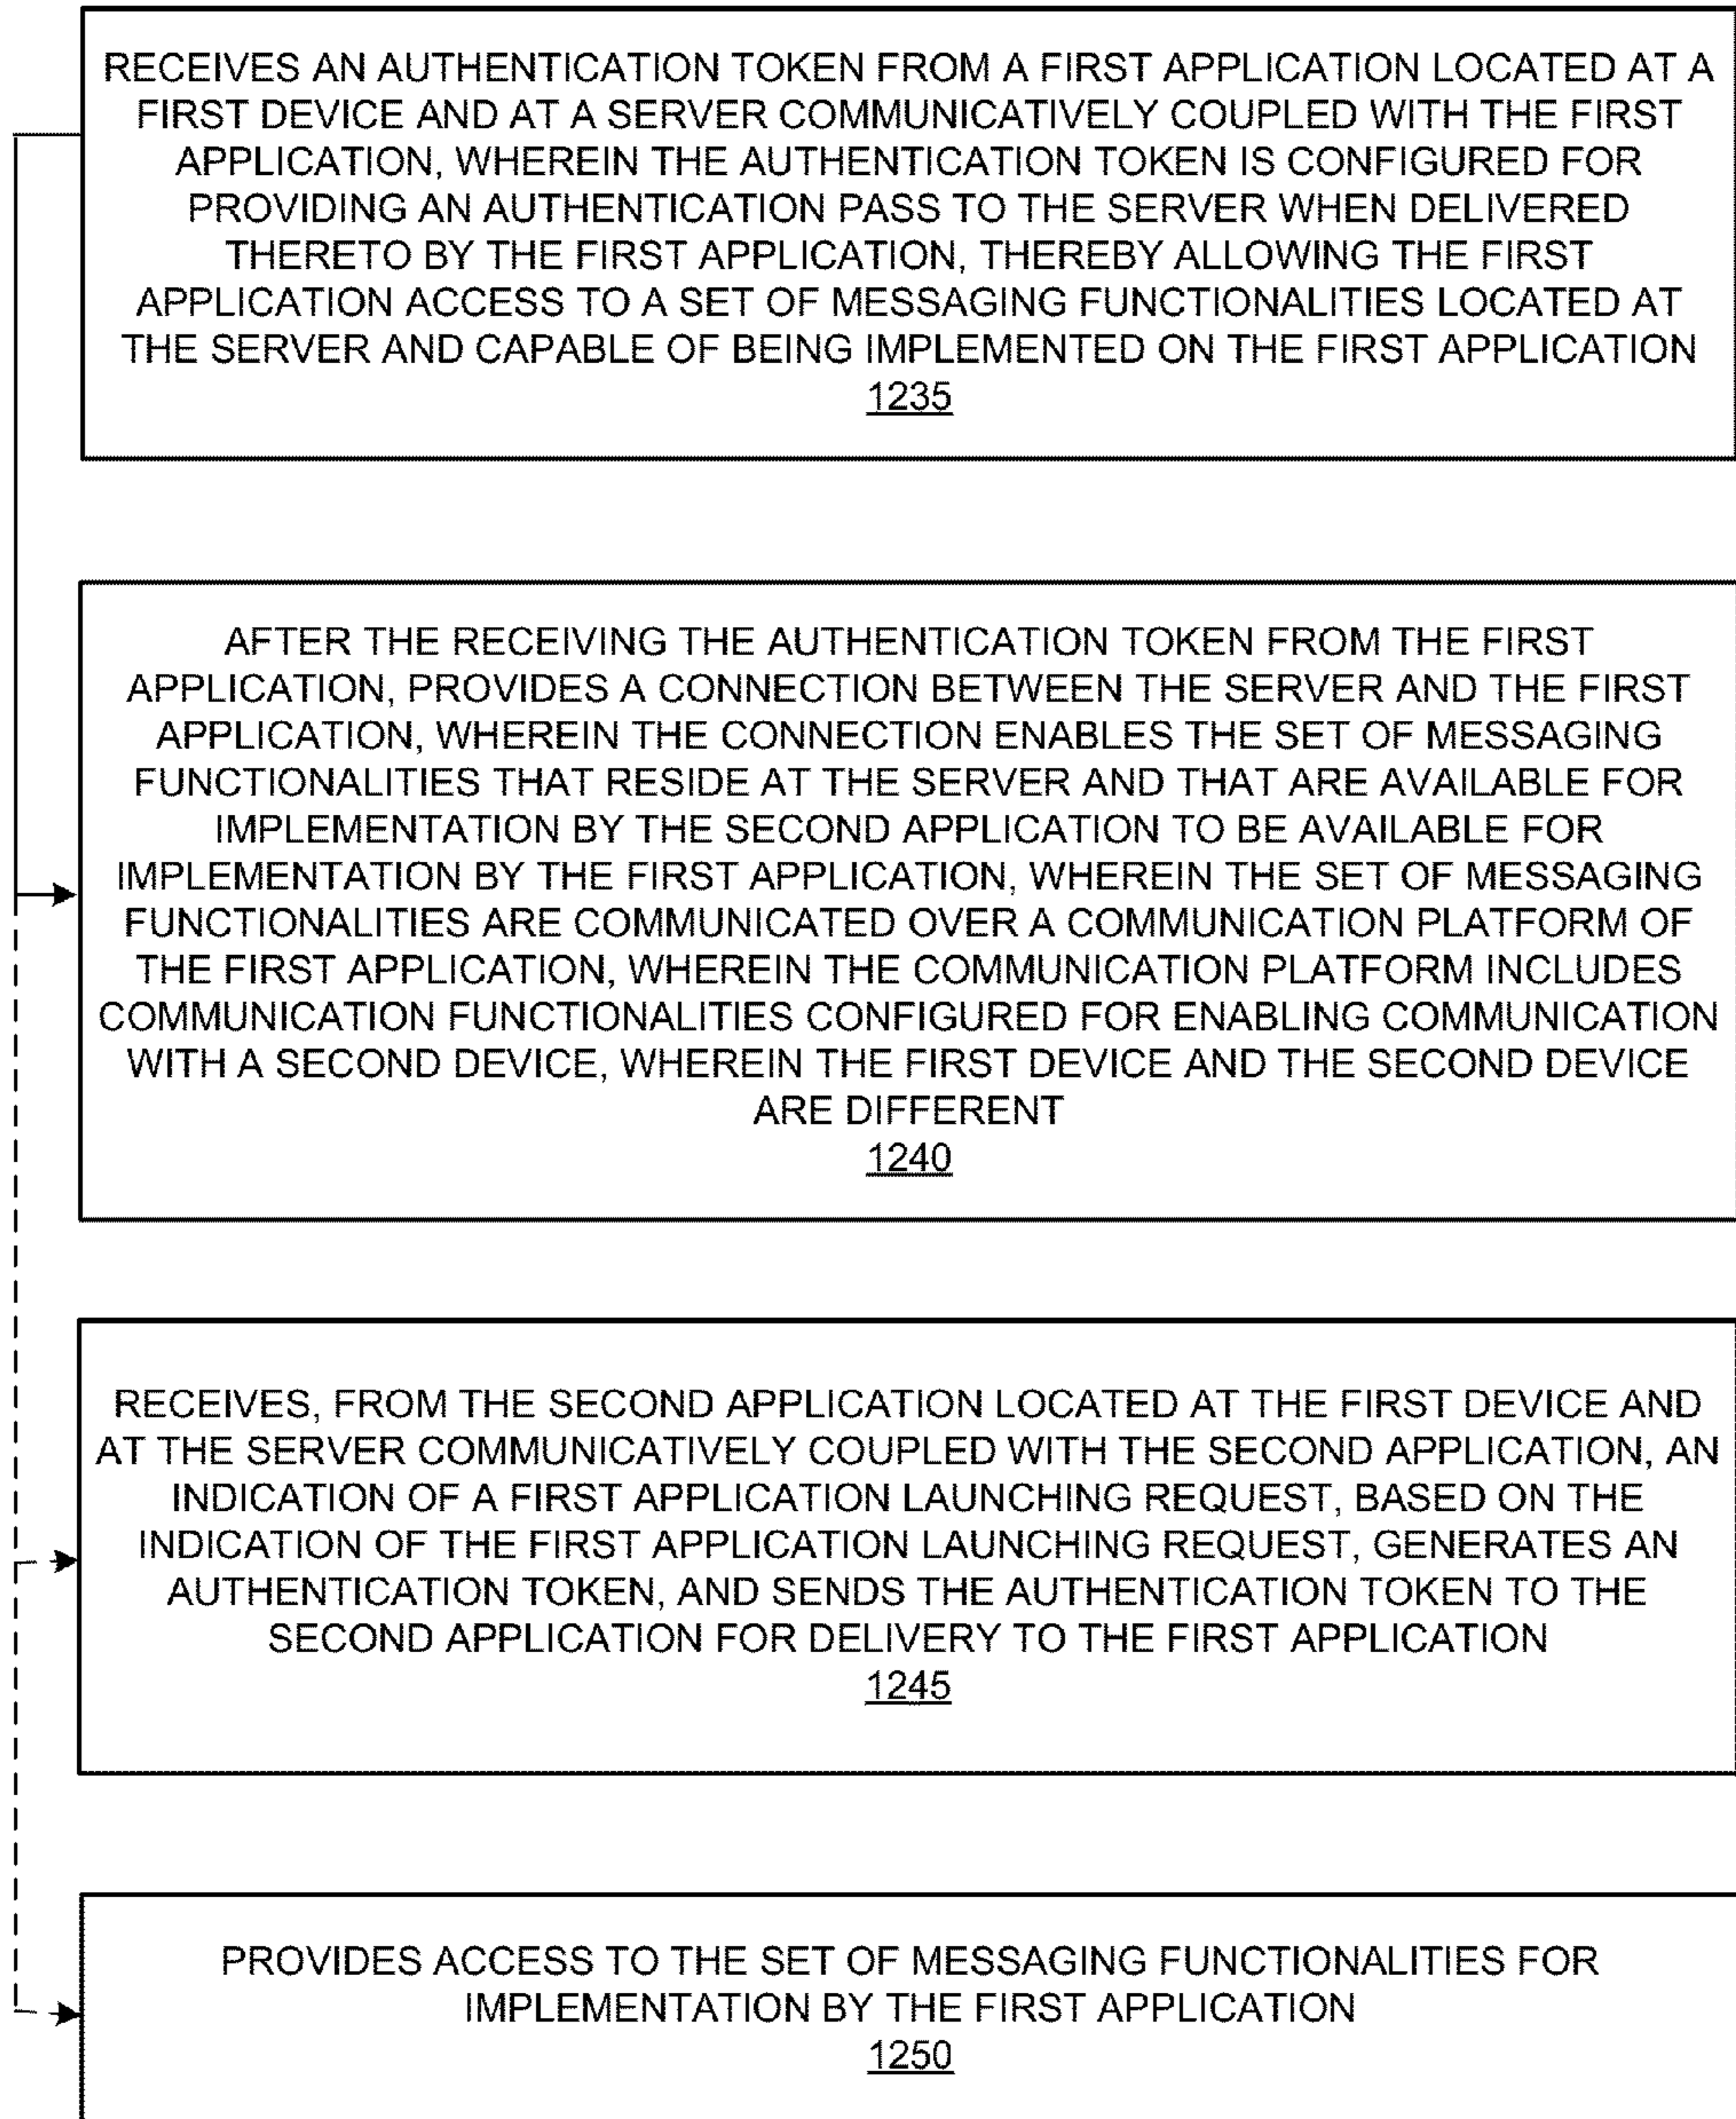 RECEIVES AN AUTHENTICATION TOKEN FROM A FIRST APPLICATION LOCATED AT A
FIRST DEVICE AND AT A SERVER COMMUNICATIVELY COUPLED WITH THE FIRST
APPLICATION, WHEREIN THE AUTHENTICATION TOKEN IS CONFIGURED FOR
PROVIDING AN AUTHENTICATION PASS TO THE SERVER WHEN DELIVERED
THERETO BY THE FIRST APPLICATION, THEREBY ALLOWING THE FIRST
APPLICATION ACCESS TO A SET OF MESSAGING FUNCTIONALITIES LOCATED AT
THE SERVER AND CAPABLE OF BEING IMPLEMENTED ON THE FIRST APPLICATION
1235
AFTER THE RECEIVING THE AUTHENTICATION TOKEN FROM THE FIRST
APPLICATION, PROVIDES A CONNECTION BETWEEN THE SERVER AND THE FIRST
APPLICATION, WHEREIN THE CONNECTION ENABLES THE SET OF MESSAGING
FUNCTIONALITIES THAT RESIDE AT THE SERVER AND THAT ARE AVAILABLE FOR
IMPLEMENTATION BY THE SECOND APPLICATION TO BE AVAILABLE FOR
IMPLEMENTATION BY THE FIRST APPLICATION, WHEREIN THE SET OF MESSAGING
FUNCTIONALITIES ARE COMMUNICATED OVER A COMMUNICATION PLATFORM OF
THE FIRST APPLICATION, WHEREIN THE COMMUNICATION PLATFORM INCLUDES
COMMUNICATION FUNCTIONALITIES CONFIGURED FOR ENABLING COMMUNICATION
WITH A SECOND DEVICE, WHEREIN THE FIRST DEVICE AND THE SECOND DEVICE
ARE DIFFERENT
1240
RECEIVES, FROM THE SECOND APPLICATION LOCATED AT THE FIRST DEVICE AND
AT THE SERVER COMMUNICATIVELY COUPLED WITH THE SECOND APPLICATION, AN
INDICATION OF A FIRST APPLICATION LAUNCHING REQUEST, BASED ON THE
INDICATION OF THE FIRST APPLICATION LAUNCHING REQUEST, GENERATES AN
AUTHENTICATION TOKEN, AND SENDS THE AUTHENTICATION TOKEN TO THE
SECOND APPLICATION FOR DELIVERY TO THE FIRST APPLICATION
1245
PROVIDES ACCESS TO THE SET OF MESSAGING FUNCTIONALITIES FOR
IMPLEMENTATION BY THE FIRST APPLICATION
1250